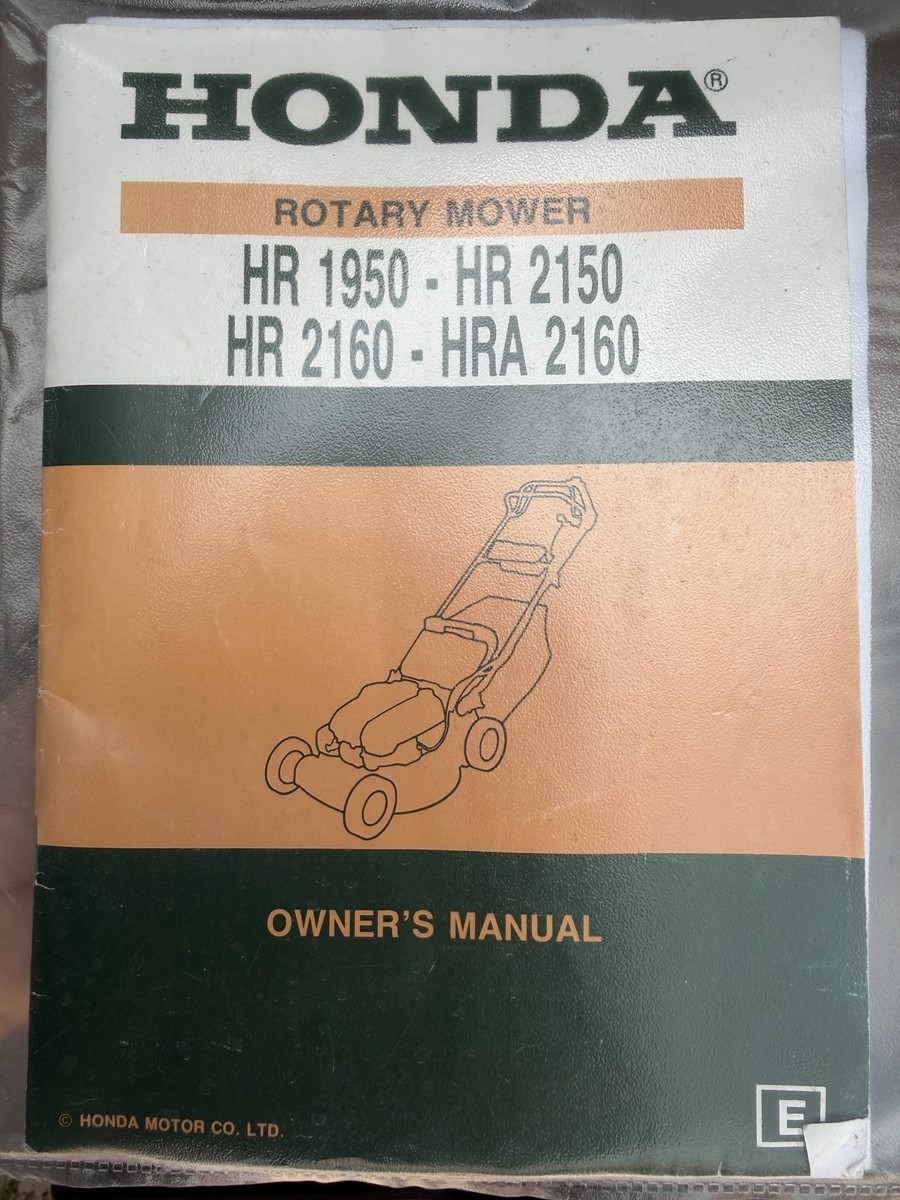 HONDA®
ROTARY MOWER
HR 1950 - HR 2150
HR 2160 - HRA 2160
OWNER'S MANUAL
© HONDA MOTOR CO. LTD.
E